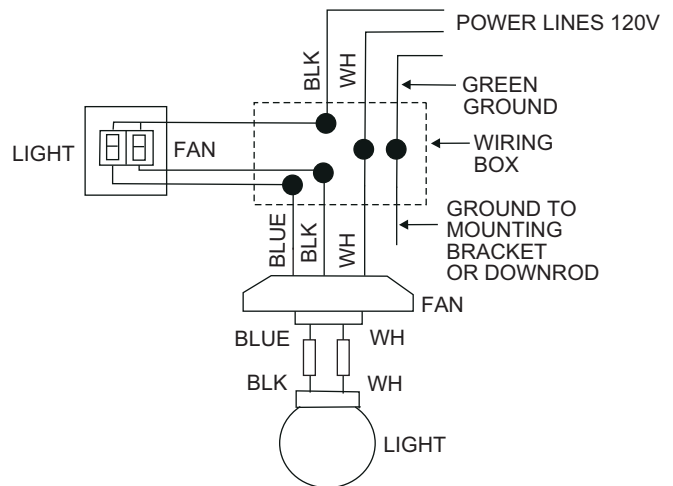 POWER LINES 120V
BLK
WH
GREEN
GROUND
LIGHT
FAN
WIRING
BOX
GROUND TO
MOUNTING
BRACKET
OR DOWNROD
BLUE
BLK
WH
FAN
BLUE
WH
BLK
WH
LIGHT